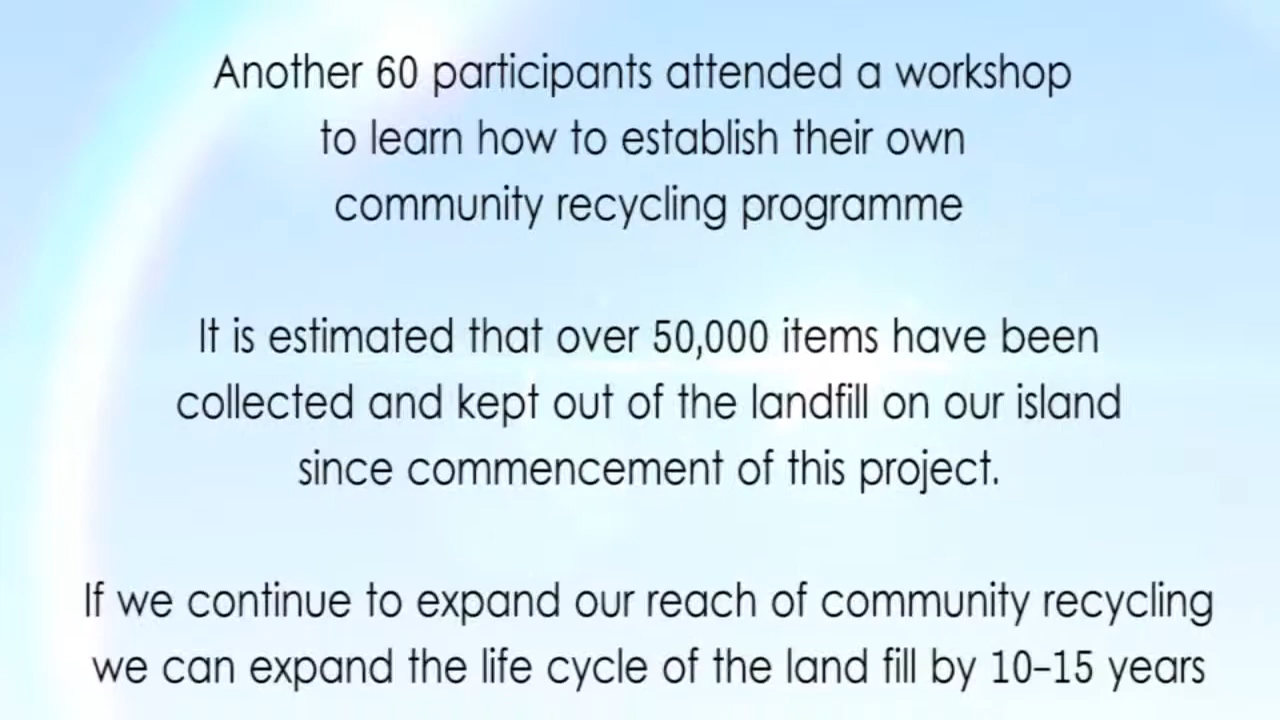 Another 60 participants attended a workshop
to learn how to establish their own
community recycling programme
It is estimated that over 50,000 items have been
collected and kept out of the landfill on our island
since commencement of this project.
If we continue to expand our reach of community recycling
we can expand the life cycle of the land fill by 10-15 years